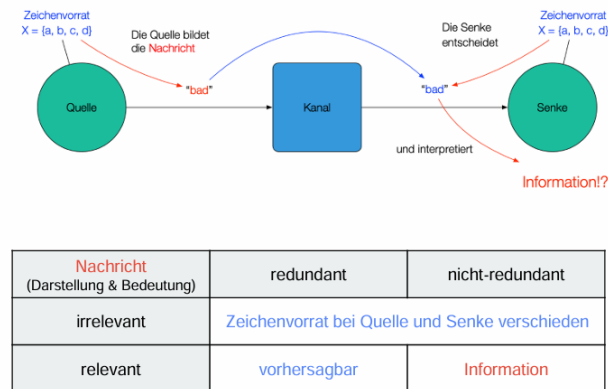 Zeichenvorrat
X = {a, b, c, d}
Die Quelle bildet
die Nachricht
Die Senke
entscheidet
Zeichenvorrat
X = {a, b, c, d}
"bad"
"bad"
Quelle
Kanal
Senke
und interpretiert
Information!?
Nachricht
(Darstellung & Bedeutung)
redundant
nicht-redundant
irrelevant
Zeichenvorrat bei Quelle und Senke verschieden
relevant
vorhersagbar
Information